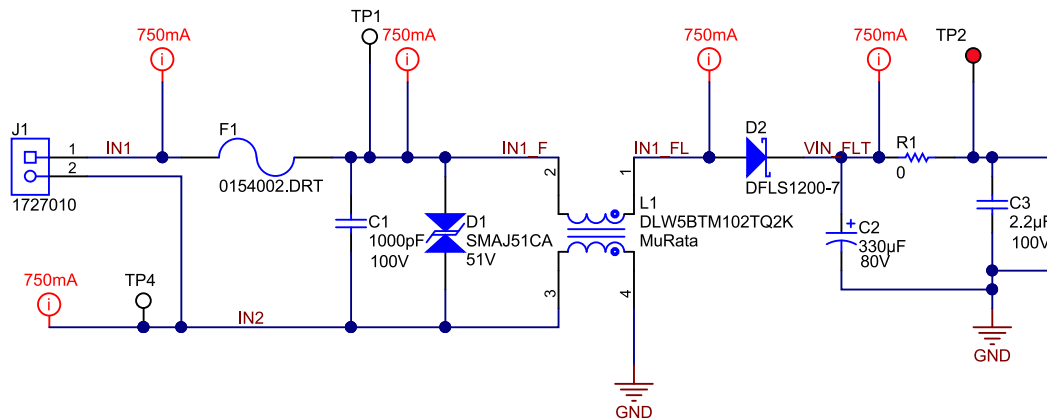 TP1
750mA
i
750mA
i
750mA
i
750mA
i
TP2
J1
1
2
1727010
IN1
F1
0154002.DRT
IN1_F
2
1
IN1_FL
D2
DFLS1200-7
VIN_FLT
R1
0
C1
1000pF
100V
D1
SMAJ51CA
51V
L1
DLW5BTM102TQ2K
MuRata
C2
+
330µF
80V
C3
2.2µF
100V
750mA
i
TP4
IN2
3
4
GND
GND